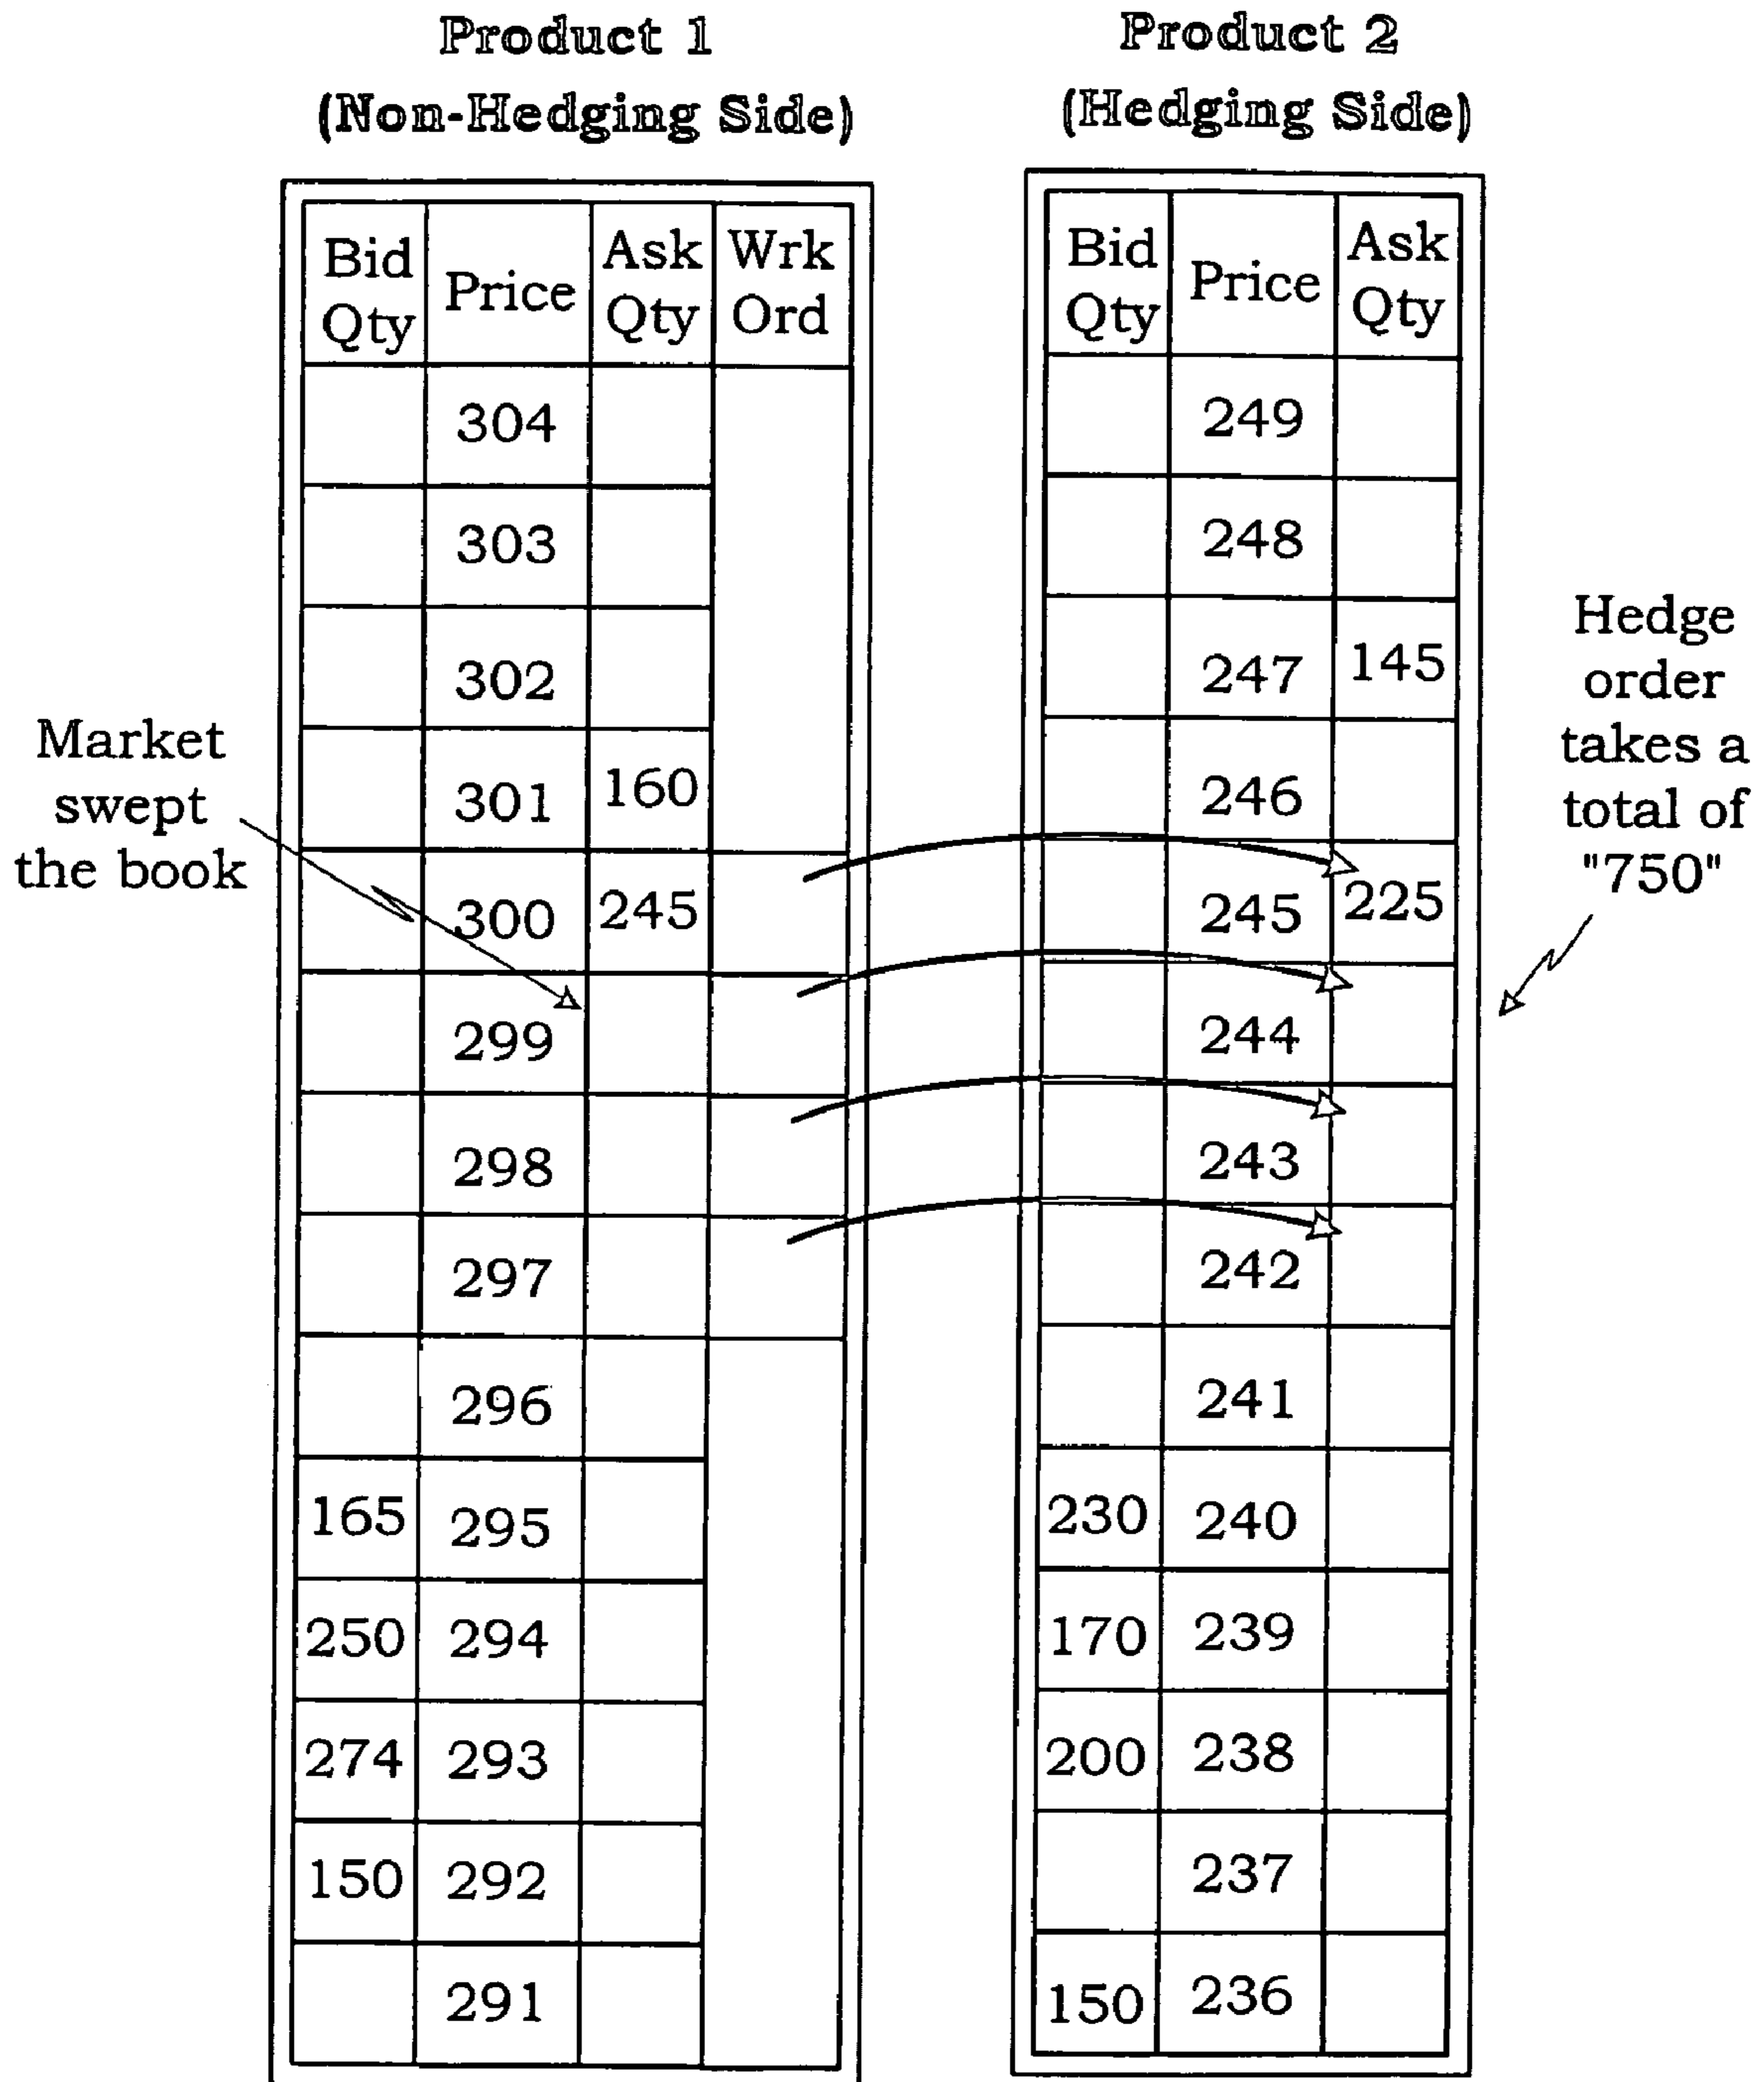 Product 1
(Non-Hedging Side)
Bid Qty Price Ask Qty Wrk Ord
304
303
302
301 160
300 245
299
298
297
296
165 295
250 294
274 293
150 292
291
Market
swept
the book
Product 2
(Hedging Side)
Bid Qty Price Ask Qty
249
248
247 145
246
245 225
244
243
242
241
230 240
170 239
200 238
237
150 236
Hedge
order
takes a
total of
"750"